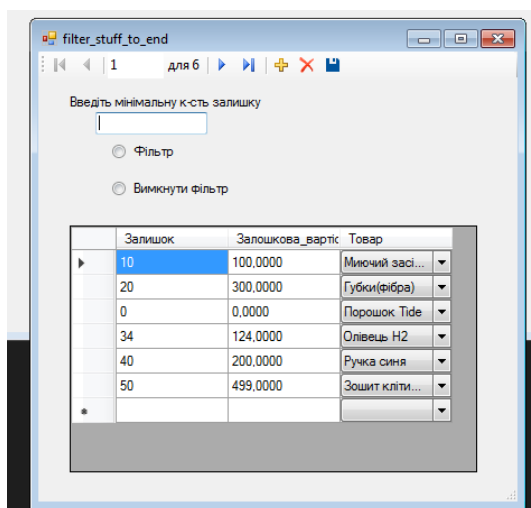 filter_stuff_to_end
1 для 6
Введіть мінімальну к-сть залишку
Фільтр
Вимкнути фільтр
Залишок Залошкова_вартіс Товар
10 100,0000 Миючий засі...
20 300,0000 Губки(фібра)
0 0,0000 Порошок Tide
34 124,0000 Олівець H2
40 200,0000 Ручка синя
50 499,0000 Зошит кліти...